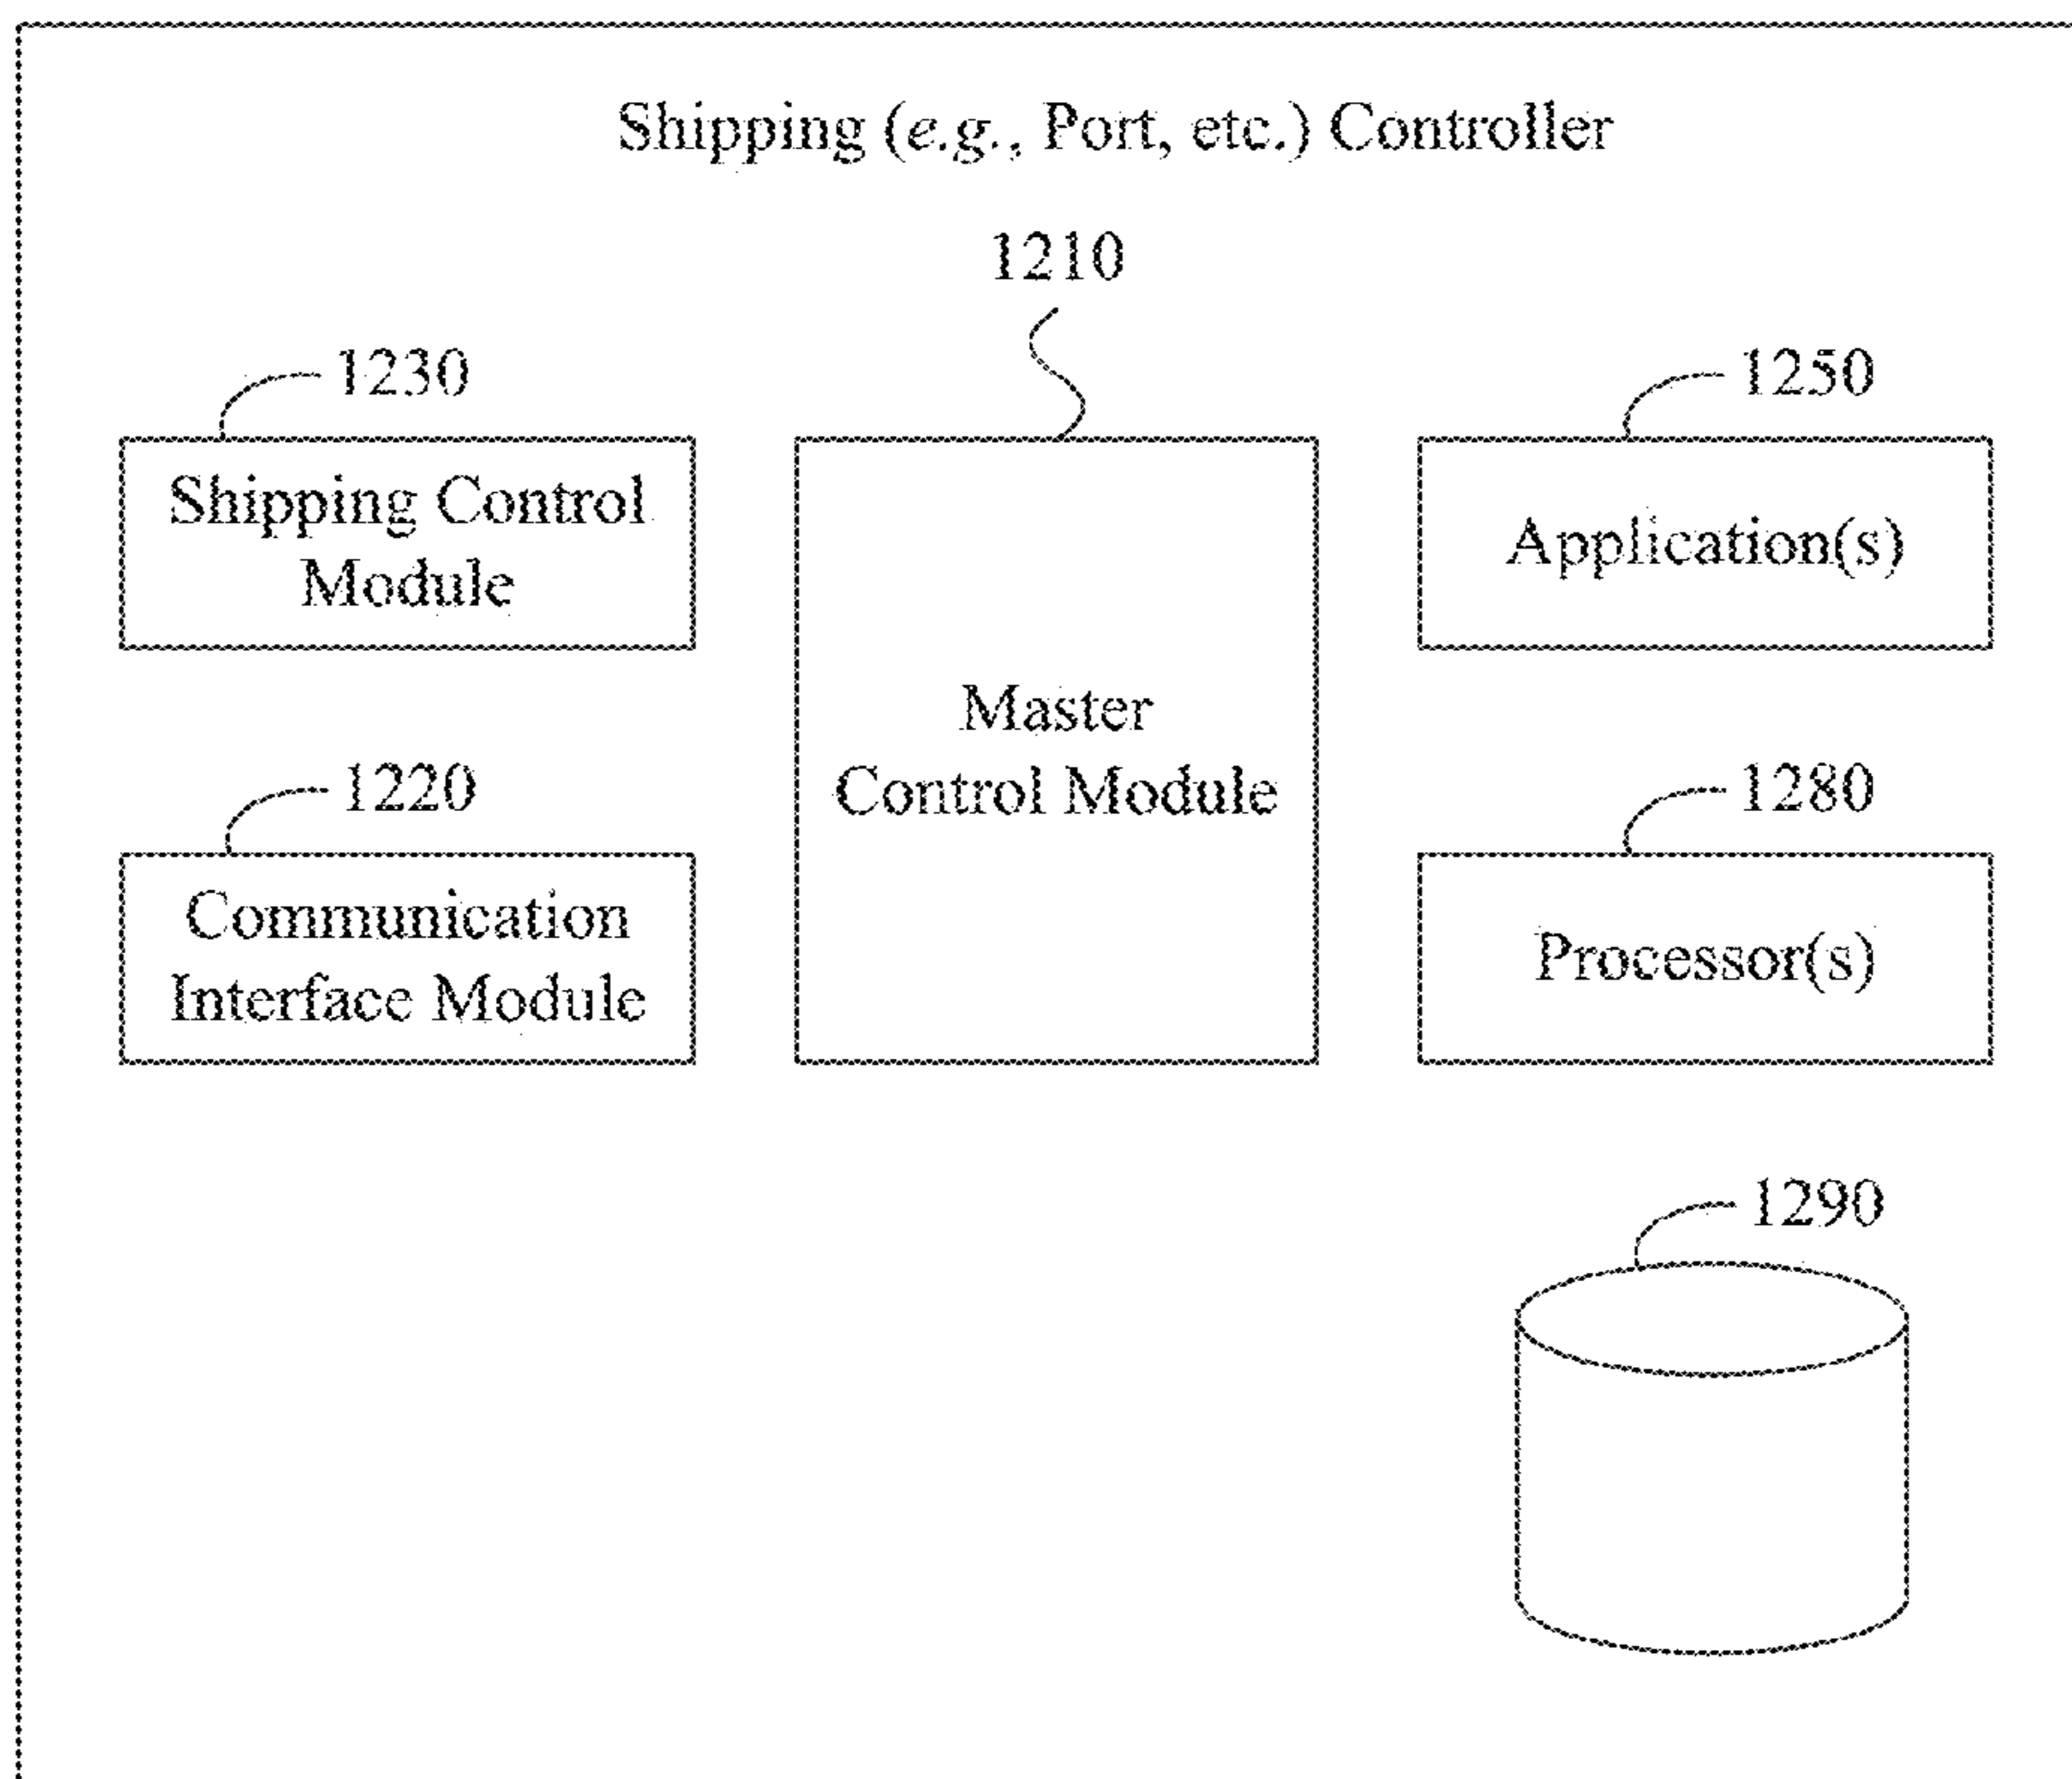 Shipping (e.g., Port, etc.) Controller
1210
1230
1250
Shipping Control
Module
Application(s)
Master
Control Module
1220
1280
Communication
Interface Module
Processor(s)
1290